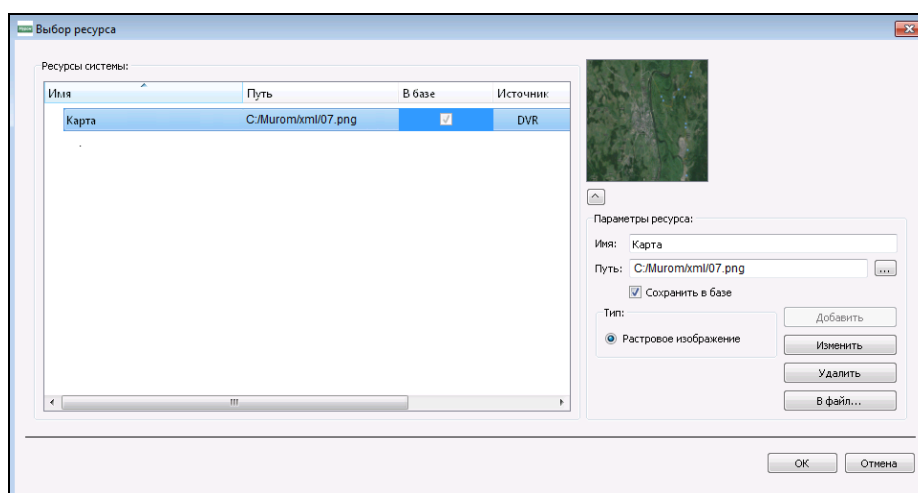 Выбор ресурса
Ресурсы системы:
Имя Путь В базе Источник
Карта C:/Murom/xml/07.png DVR
Параметры ресурса:
Имя: Карта
Путь: C:/Murom/xml/07.png ...
Сохранить в базе
Тип:
Растровое изображение
Добавить
Изменить
Удалить
В файл...
OK Отмена